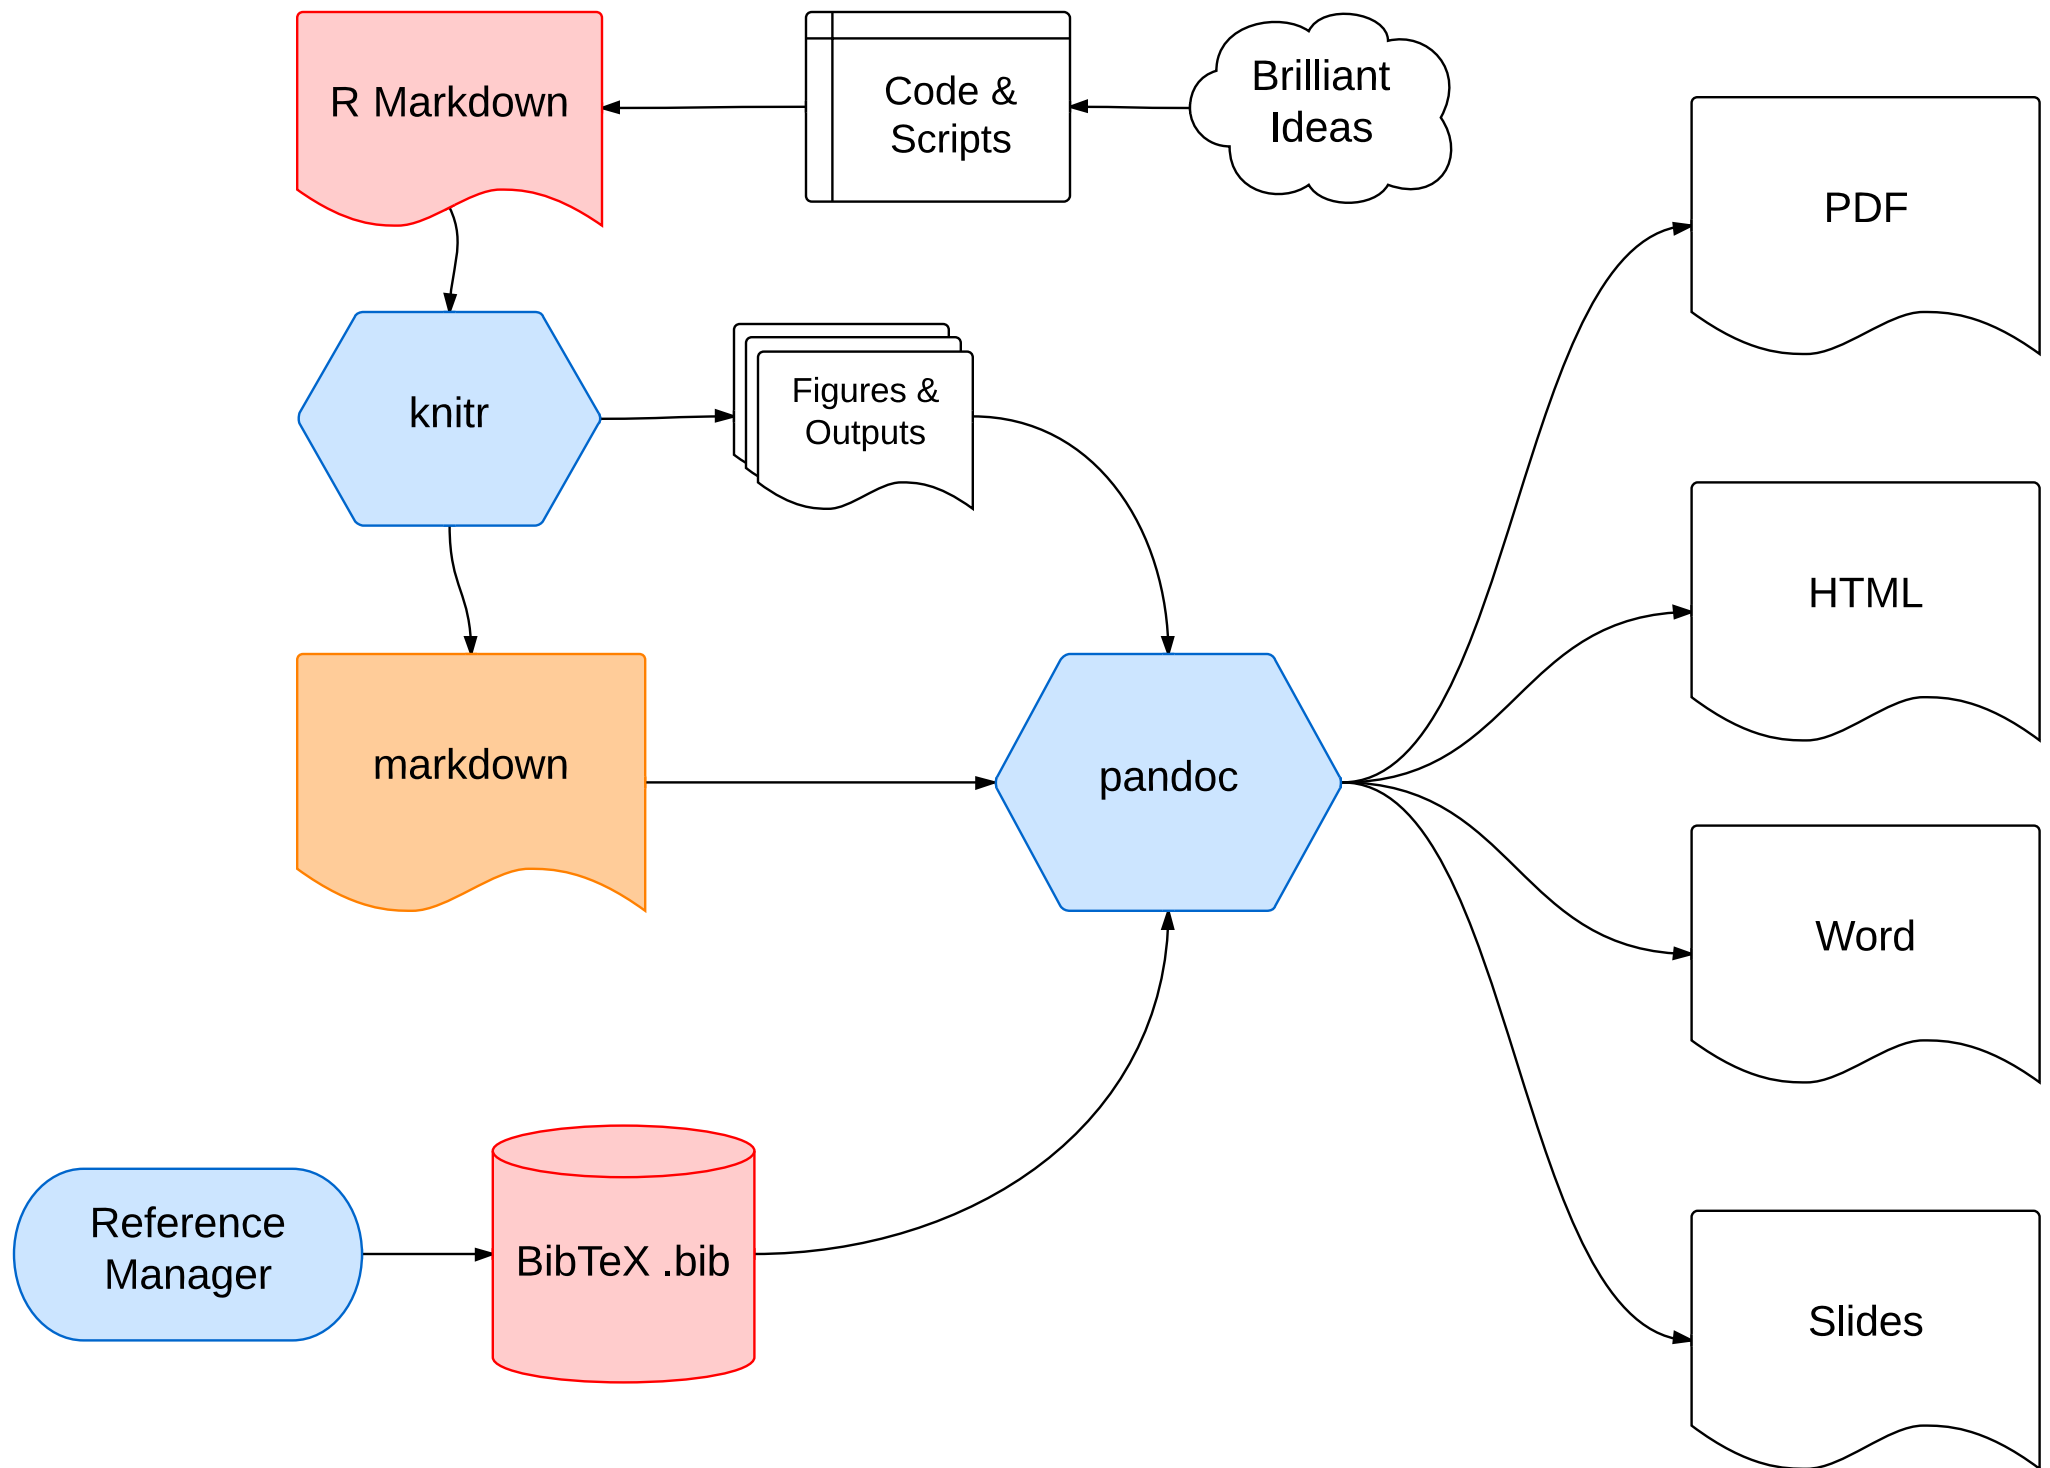 R Markdown
Code &
Scripts
Brilliant
Ideas
PDF
knitr
Figures &
Outputs
HTML
markdown
pandoc
Word
Reference
Manager
BibTeX .bib
Slides